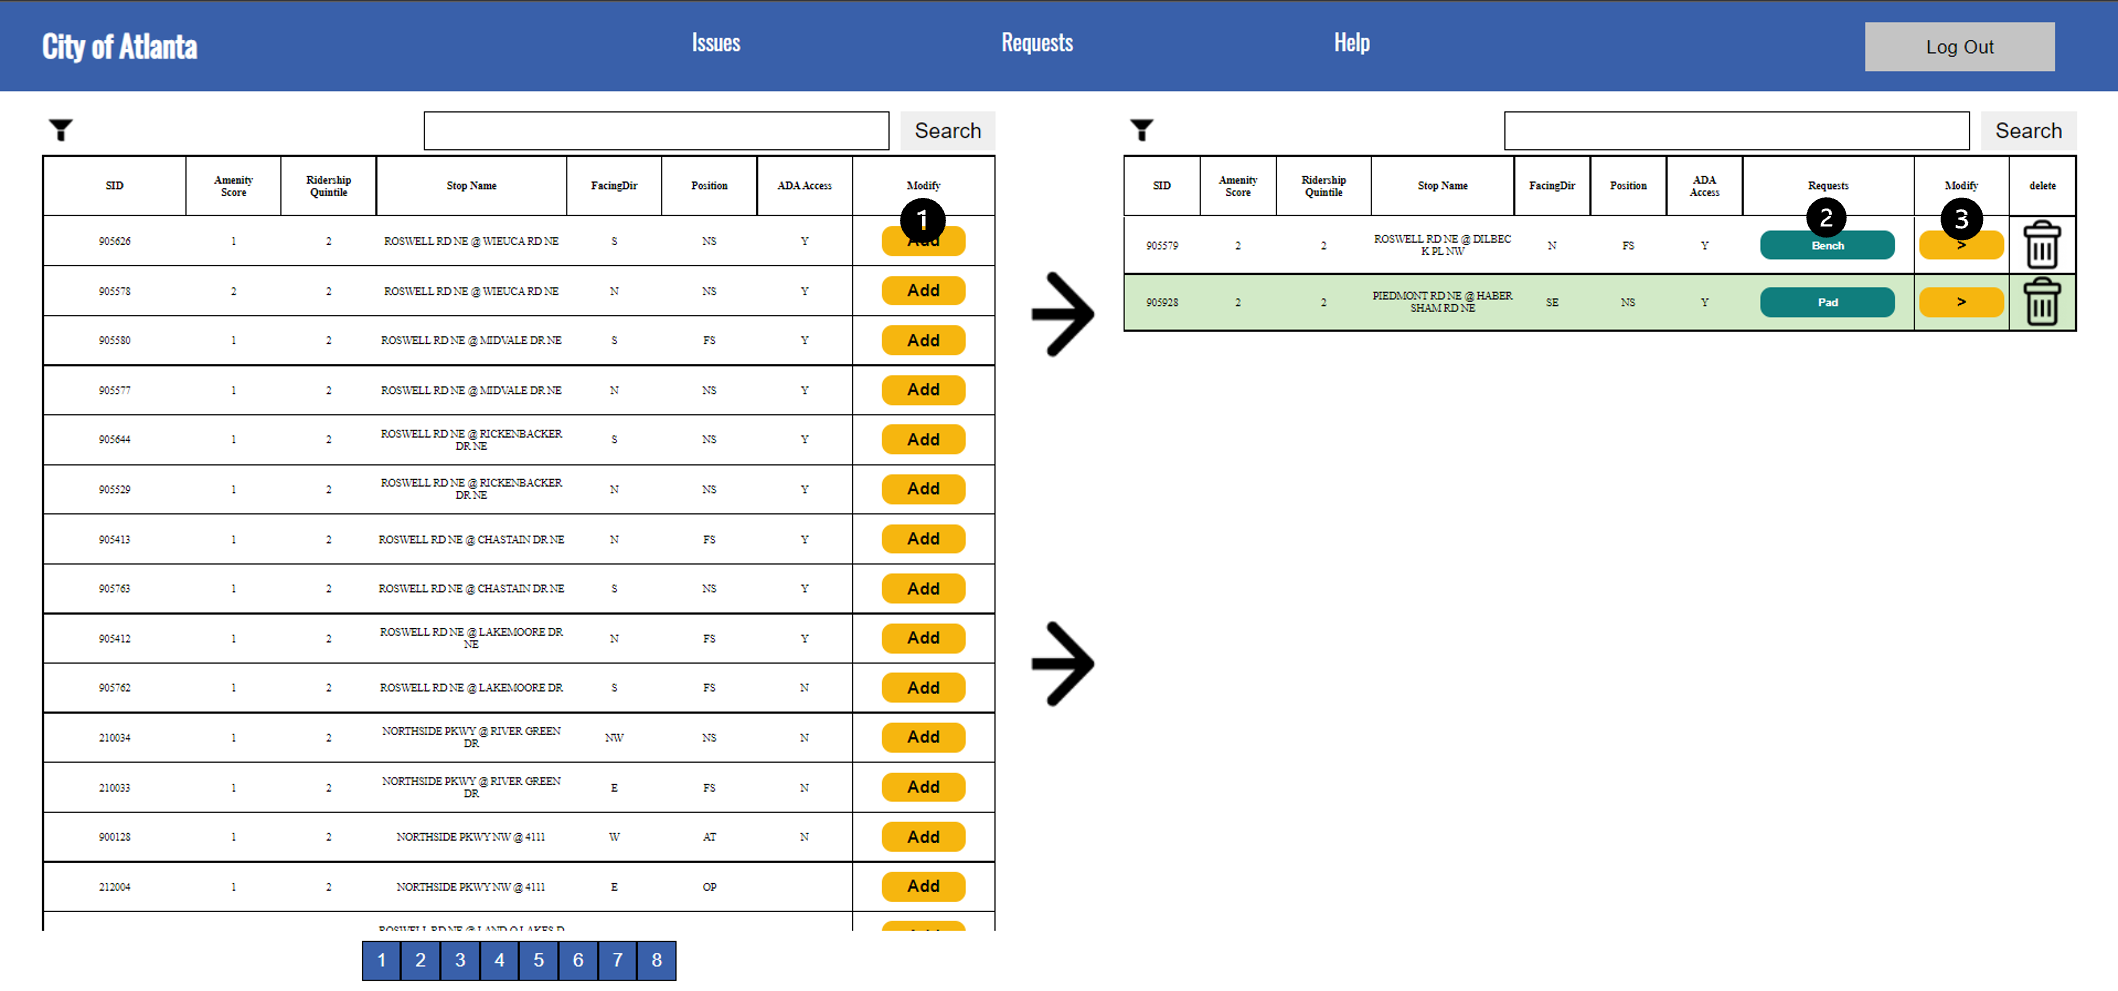 City of Atlanta Issues Requests Help Log Out
Search
SID Amenity Score Ridership Quintile Stop Name FacingDir Position ADA Access Modify
1
905626 1 2 ROSWELL RD NE @ WIEUCA RD NE S NS Y Add
905578 2 2 ROSWELL RD NE @ WIEUCA RD NE N NS Y Add
905580 1 2 ROSWELL RD NE @ MIDVALE DR NE S FS Y Add
905577 1 2 ROSWELL RD NE @ MIDVALE DR NE N NS Y Add
905644 1 2 ROSWELL RD NE @ RICKENBACKER DR NE S NS Y Add
905529 1 2 ROSWELL RD NE @ RICKENBACKER DR NE N NS Y Add
905413 1 2 ROSWELL RD NE @ CHASTAIN DR NE N FS Y Add
905763 1 2 ROSWELL RD NE @ CHASTAIN DR NE S NS Y Add
905412 1 2 ROSWELL RD NE @ LAKEMOORE DR NE N FS Y Add
905762 1 2 ROSWELL RD NE @ LAKEMOORE DR S FS N Add
210034 1 2 NORTHSIDE PKWY @ RIVER GREEN DR NW NS N Add
210033 1 2 NORTHSIDE PKWY @ RIVER GREEN DR E FS N Add
900128 1 2 NORTHSIDE PKWY NW @ 4111 W AT N Add
212004 1 2 NORTHSIDE PKWY NW @ 4111 E OP Add
ROSWELL RD NE @ LAND O LAKES D
1 2 3 4 5 6 7 8
Search
SID Amenity Score Ridership Quintile Stop Name FacingDir Position ADA Access Requests Modify delete
2 3
905579 2 2 ROSWELL RD NE @ DILBEC K PL NW N FS Y Bench >
905928 2 2 PIEDMONT RD NE @ HABER SHAM RD NE SE NS Y Pad >